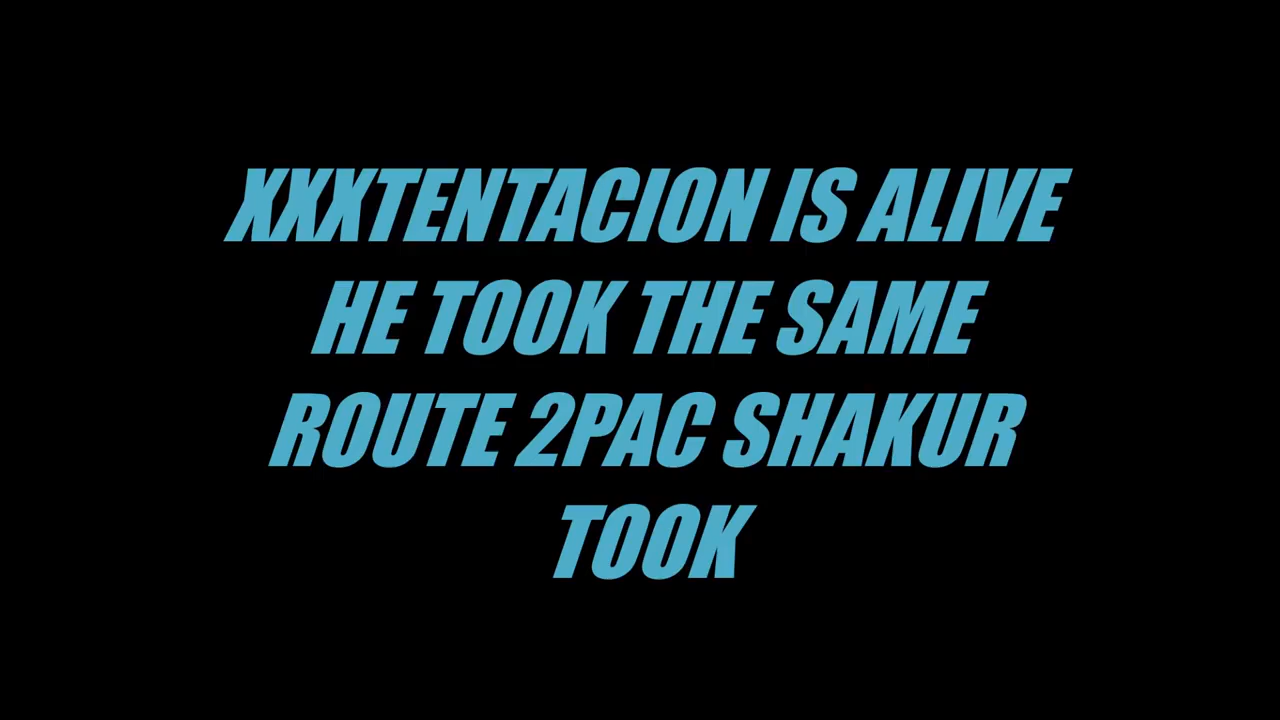 XXXTENTACION IS ALIVE
HE TOOK THE SAME
ROUTE 2PAC SHAKUR
TOOK